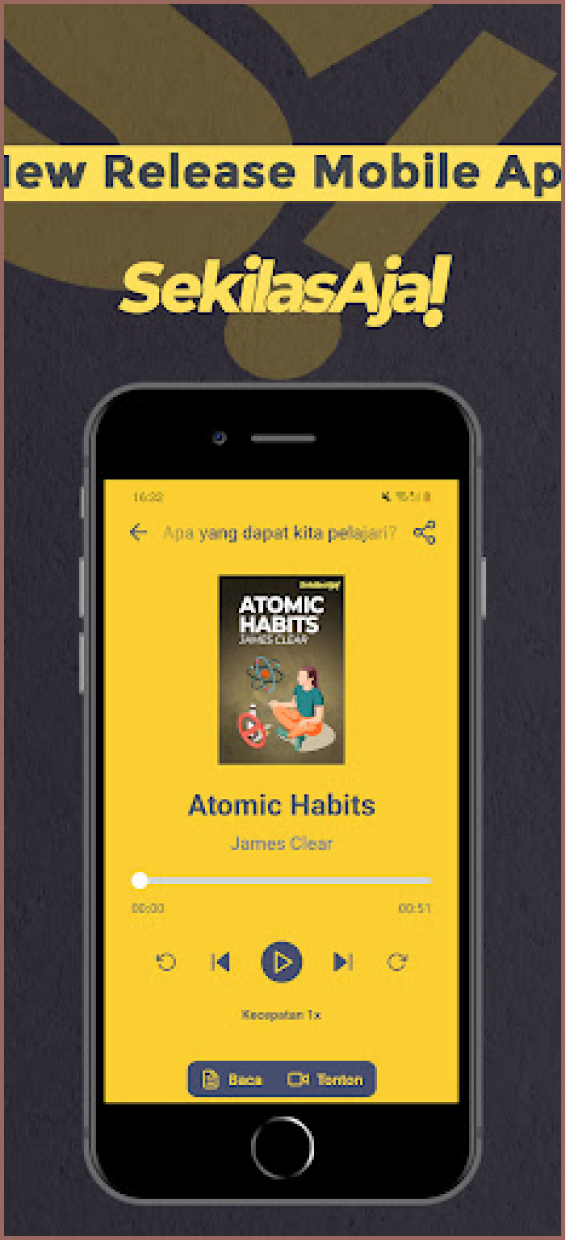 New Release Mobile Ap
SekilasAja!
16:22
Apa yang dapat kita pelajari?
SekilasAja!
ATOMIC
HABITS
JAMES CLEAR
Atomic Habits
James Clear
00:00 00:51
Kecepatan 1x
Baca Tonton